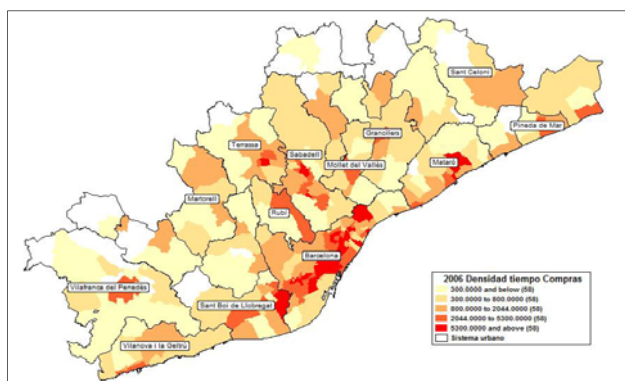 Sant Celoni
Pineda de Mar
Granollers
Terrassa
Sabadell
Mollet del Vallès
Mataró
Martorell
Rubí
Barcelona
Vilafranca del Penedès
Sant Boi de Llobregat
Vilanova i la Geltrú
2006 Densidad tiempo Compras
300.0000 and below (58)
300.0000 to 800.0000 (58)
800.0000 to 2044.0000 (58)
2044.0000 to 5300.0000 (58)
5300.0000 and above (58)
Sistema urbano